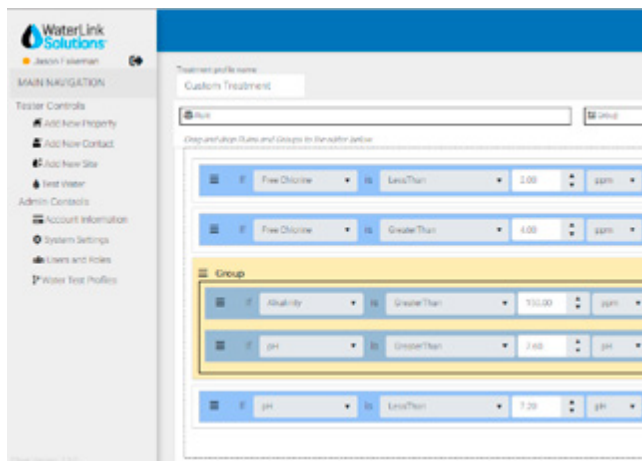 WaterLink
Solutions
Jason Fakeman
MAIN NAVIGATION
Tester Controls
Add New Property
Add New Contact
Add New Site
Test Water
Admin Controls
Account Information
System Settings
Users and Roles
Water Test Profiles
Treatment profile name
Custom Treatment
Rule
Group
Drag and drop Rules and Groups to the editor below
If Free Chlorine is LessThan 2.00 ppm
If Free Chlorine is GreaterThan 4.00 ppm
Group
If Alkalinity is GreaterThan 100.00 ppm
If pH is GreaterThan 7.60 pH
If pH is LessThan 7.20 pH